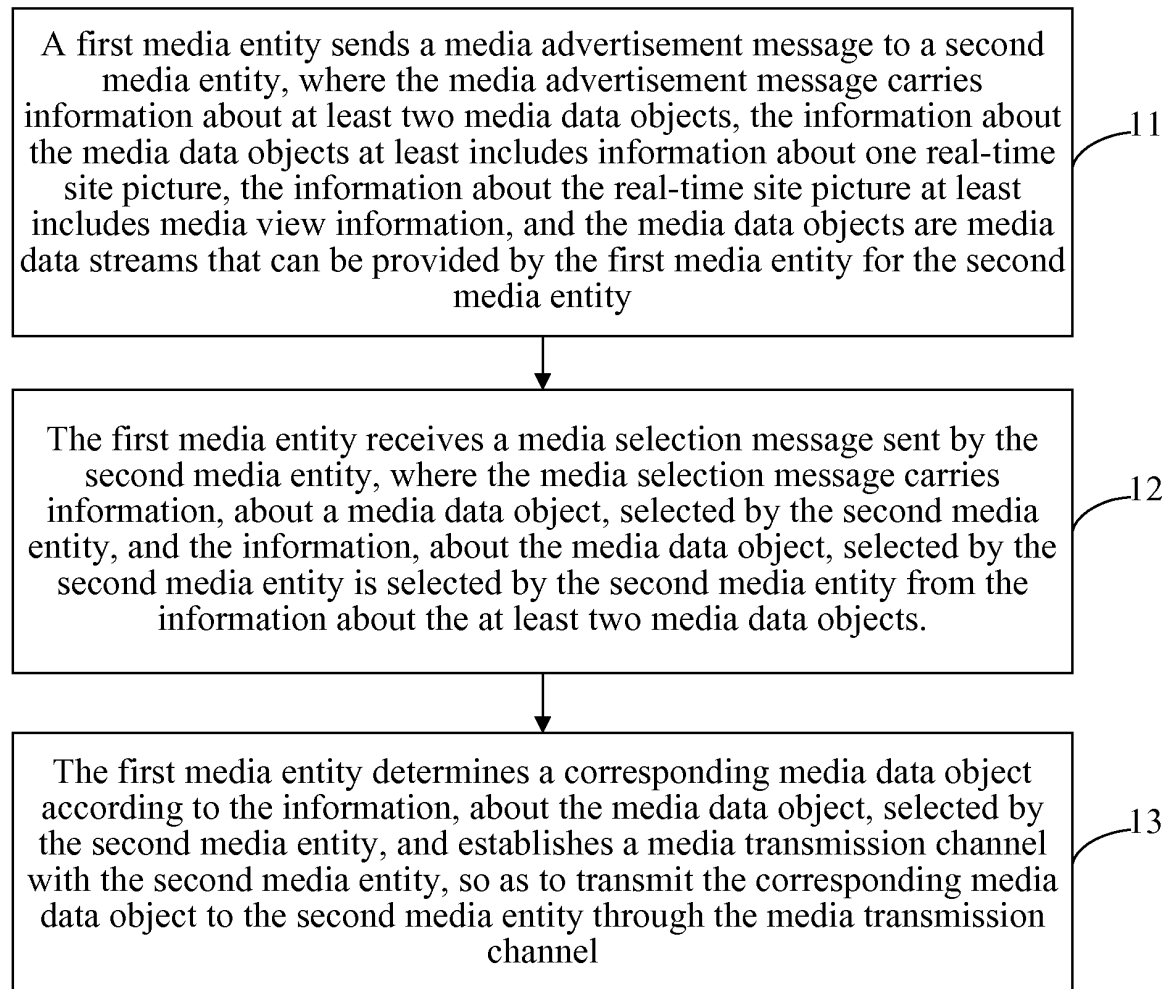 A first media entity sends a media advertisement message to a second
media entity, where the media advertisement message carries
information about at least two media data objects, the information about
the media data objects at least includes information about one real-time
site picture, the information about the real-time site picture at least
includes media view information, and the media data objects are media
data streams that can be provided by the first media entity for the second
media entity
11
The first media entity receives a media selection message sent by the
second media entity, where the media selection message carries
information, about a media data object, selected by the second media
entity, and the information, about the media data object, selected by the
second media entity is selected by the second media entity from the
information about the at least two media data objects.
12
The first media entity determines a corresponding media data object
according to the information, about the media data object, selected by
the second media entity, and establishes a media transmission channel
with the second media entity, so as to transmit the corresponding media
data object to the second media entity through the media transmission
channel
13